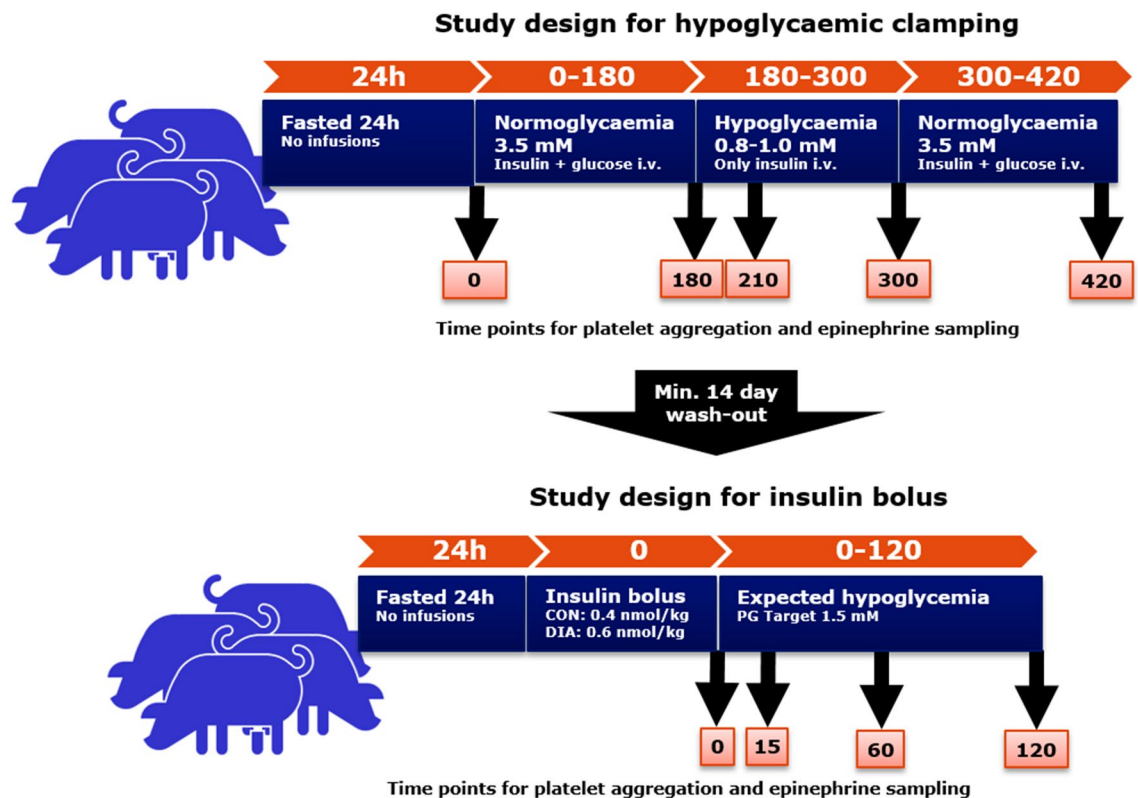 Study design for hypoglycaemic clamping
24h
0-180
180-300
300-420
Fasted 24h
No infusions
Normoglycaemia
3.5 mM
Insulin + glucose i.v.
Hypoglycaemia
0.8-1.0 mM
Only insulin i.v.
Normoglycaemia
3.5 mM
Insulin + glucose i.v.
0
180
210
300
420
Time points for platelet aggregation and epinephrine sampling
Min. 14 day
wash-out
Study design for insulin bolus
24h
0
0-120
Fasted 24h
No infusions
Insulin bolus
CON: 0.4 nmol/kg
DIA: 0.6 nmol/kg
Expected hypoglycemia
PG Target 1.5 mM
0
15
60
120
Time points for platelet aggregation and epinephrine sampling